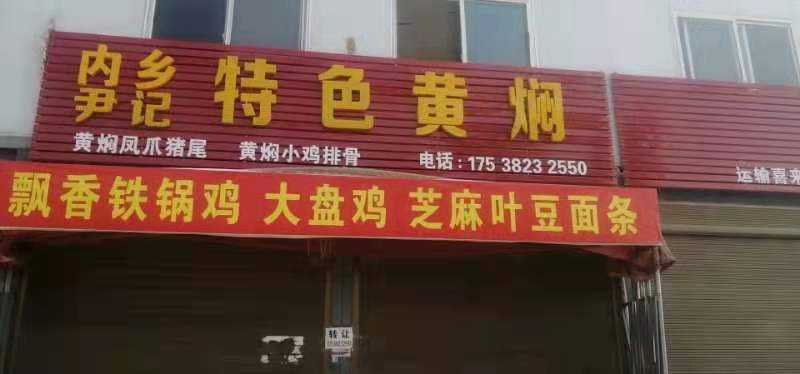 内乡
尹记
特色黄焖
黄焖凤爪猪尾 黄焖小鸡排骨 电话:175 3823 2550
运输喜来
飘香铁锅鸡 大盘鸡 芝麻叶豆面条
转让